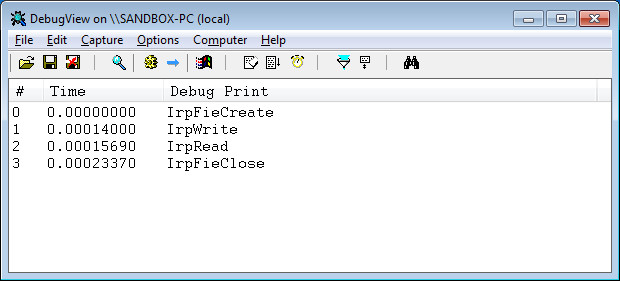 DebugView on \\SANDBOX-PC (local)
File Edit Capture Options Computer Help
# Time Debug Print
0 0.00000000 IrpFieCreate
1 0.00014000 IrpWrite
2 0.00015690 IrpRead
3 0.00023370 IrpFieClose